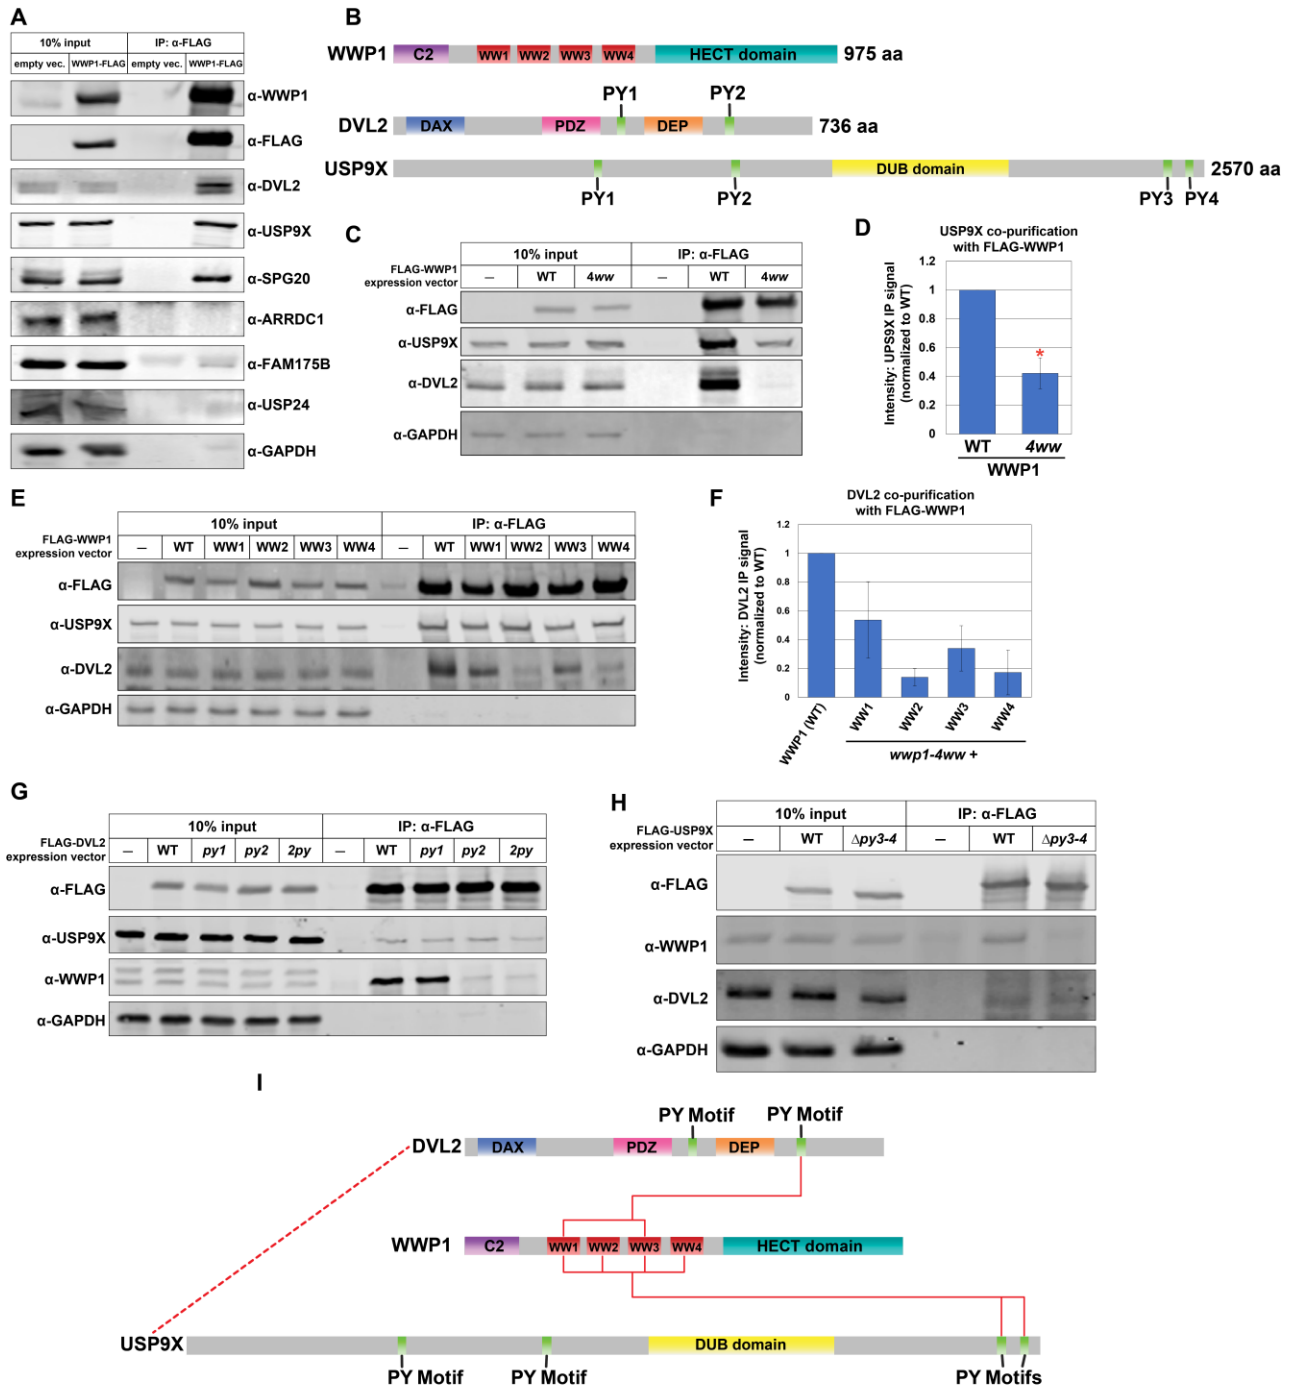 A
10% input IP: α-FLAG
empty vec. WWP1-FLAG empty vec. WWP1-FLAG
α-WWP1
α-FLAG
α-DVL2
α-USP9X
α-SPG20
α-ARRDC1
α-FAM175B
α-USP24
α-GAPDH
B
WWP1 C2 WW1 WW2 WW3 WW4 HECT domain 975 aa
PY1 PY2
DVL2 DAX PDZ DEP 736 aa
USP9X DUB domain 2570 aa
PY1 PY2 PY3 PY4
C
10% input IP: α-FLAG
FLAG-WWP1
expression vector
– WT 4ww – WT 4ww
α-FLAG
α-USP9X
α-DVL2
α-GAPDH
D
USP9X co-purification
with FLAG-WWP1
Intensity: UPS9X IP signal
(normalized to WT)
1.2
1
0.8
0.6
0.4
0.2
0
*
WT 4ww
WWP1
E
10% input IP: α-FLAG
FLAG-WWP1
expression vector
– WT WW1 WW2 WW3 WW4 – WT WW1 WW2 WW3 WW4
α-FLAG
α-USP9X
α-DVL2
α-GAPDH
F
DVL2 co-purification
with FLAG-WWP1
Intensity: DVL2 IP signal
(normalized to WT)
1.2
1
0.8
0.6
0.4
0.2
0
WWP1 (WT) WW1 WW2 WW3 WW4
wwp1-4ww +
G
10% input IP: α-FLAG
FLAG-DVL2
expression vector
– WT py1 py2 2py – WT py1 py2 2py
α-FLAG
α-USP9X
α-WWP1
α-GAPDH
H
10% input IP: α-FLAG
FLAG-USP9X
expression vector
– WT Δpy3-4 – WT Δpy3-4
α-FLAG
α-WWP1
α-DVL2
α-GAPDH
I
PY Motif PY Motif
DVL2 DAX PDZ DEP
WWP1 C2 WW1 WW2 WW3 WW4 HECT domain
USP9X DUB domain
PY Motif PY Motif PY Motifs